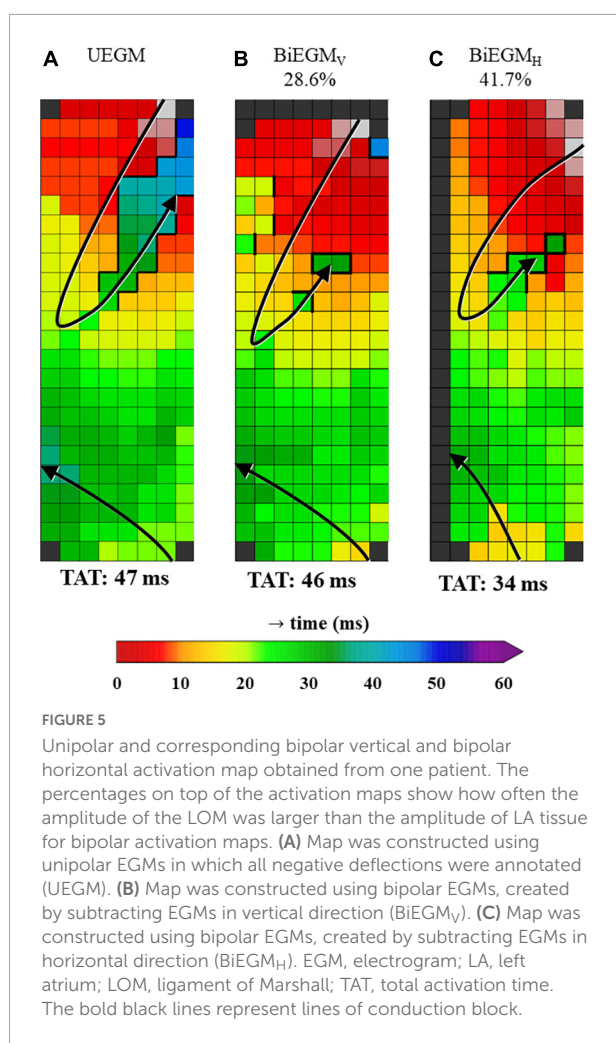 A UEGM
B BiEGMV
28.6%
C BiEGMH
41.7%
TAT: 47 ms
TAT: 46 ms
TAT: 34 ms
→ time (ms)
0 10 20 30 40 50 60
FIGURE 5
Unipolar and corresponding bipolar vertical and bipolar
horizontal activation map obtained from one patient. The
percentages on top of the activation maps show how often the
amplitude of the LOM was larger than the amplitude of LA tissue
for bipolar activation maps. (A) Map was constructed using
unipolar EGMs in which all negative deflections were annotated
(UEGM). (B) Map was constructed using bipolar EGMs, created
by subtracting EGMs in vertical direction (BiEGMV). (C) Map was
constructed using bipolar EGMs, created by subtracting EGMs in
horizontal direction (BiEGMH). EGM, electrogram; LA, left
atrium; LOM, ligament of Marshall; TAT, total activation time.
The bold black lines represent lines of conduction block.